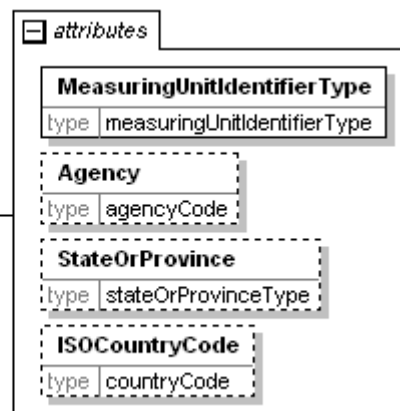 attributes
MeasuringUnitIdentifierType
type measuringUnitIdentifierType
Agency
type agencyCode
StateOrProvince
type stateOrProvinceType
ISOCountryCode
type countryCode